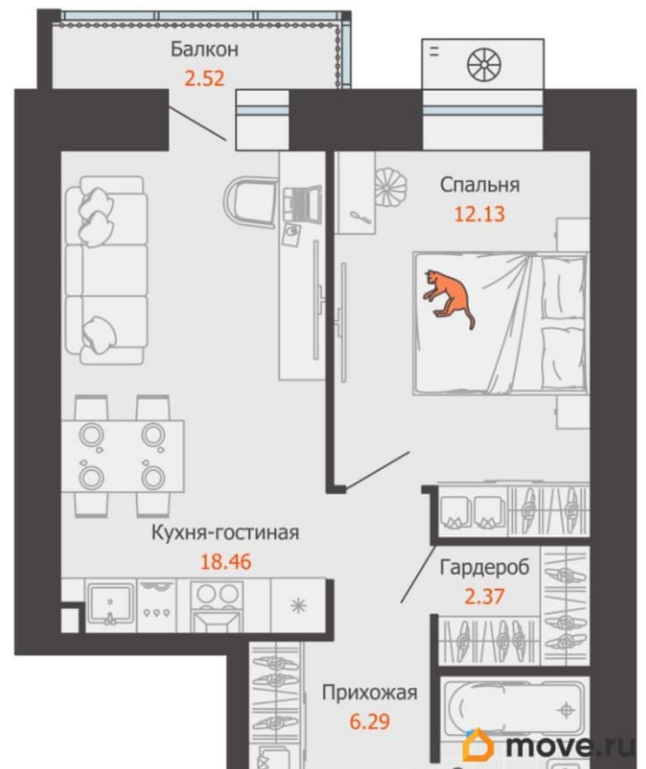 Балкон
2.52
Спальня
12.13
Кухня-гостиная
18.46
Гардероб
2.37
Прихожая
6.29
move.ru